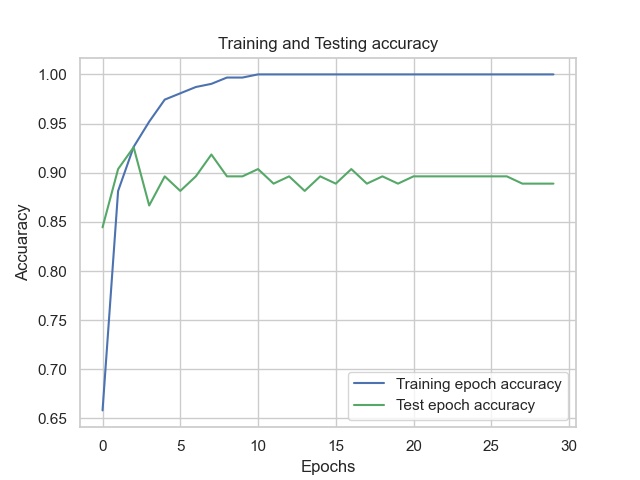 Training and Testing accuracy
1.00
0.95
0.90
0.85
0.80
0.75
0.70
0.65
Accuaracy
Training epoch accuracy
Test epoch accuracy
0 5 10 15 20 25 30
Epochs